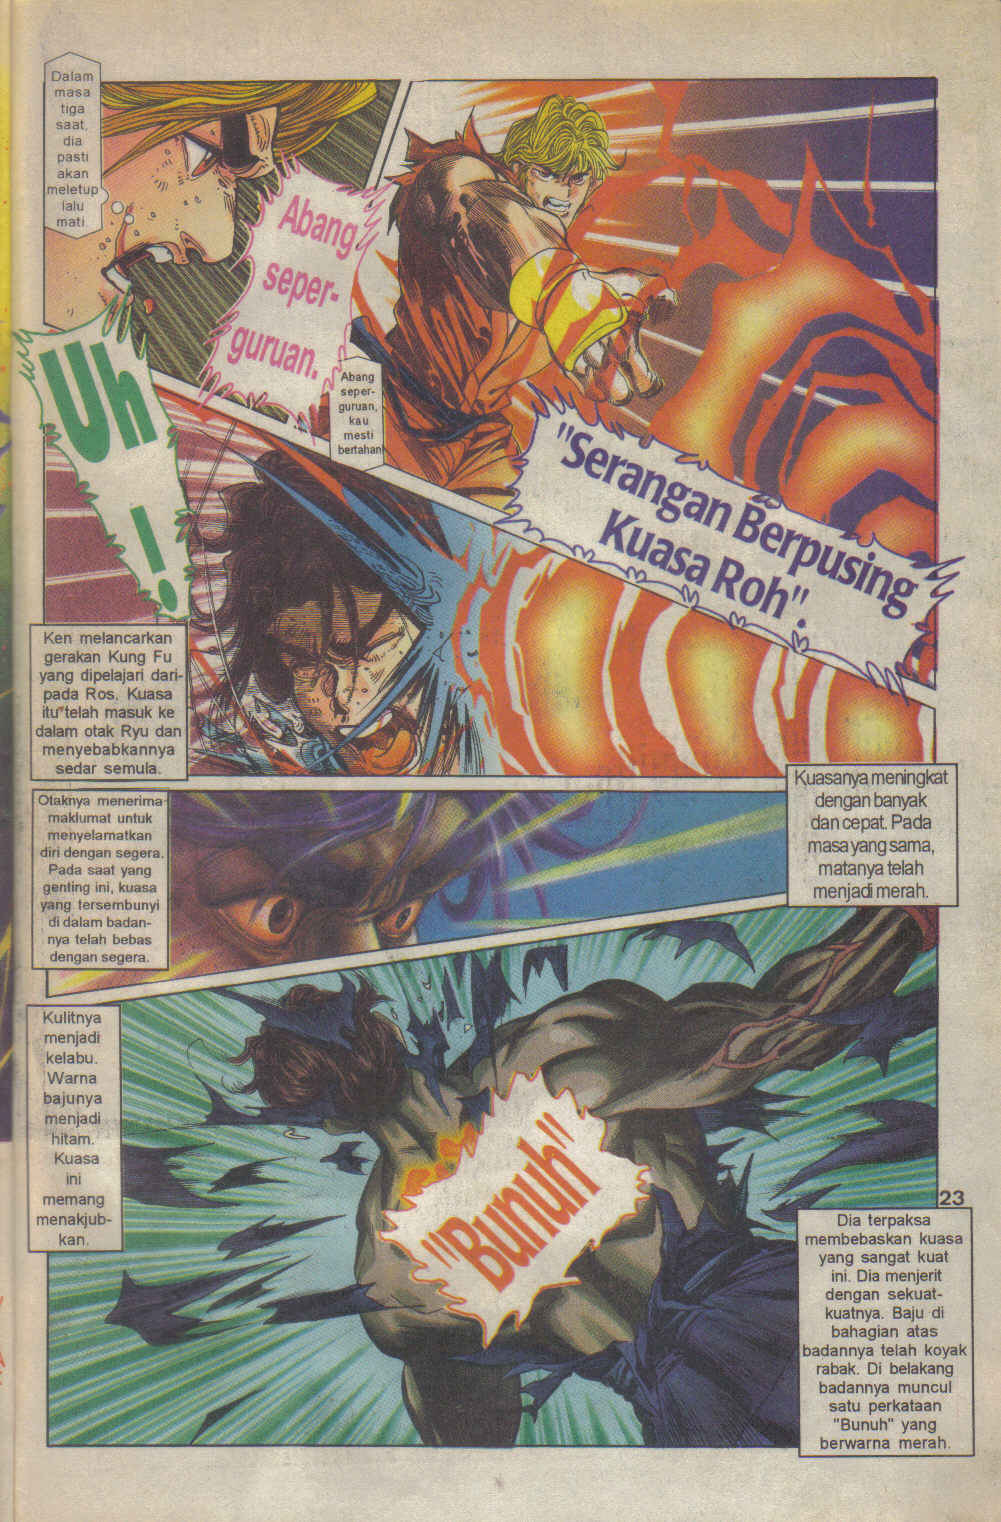 Dalam
masa
tiga
saat,
dia
pasti
akan
meletup
lalu
mati.
Abang
seper-
guruan.
Abang
seper-
guruan,
kau
mesti
bertahan
"Serangan Berpusing
Kuasa Roh".
Uh
!
Ken melancarkan
gerakan Kung Fu
yang dipelajari dari-
pada Ros. Kuasa
itu telah masuk ke
dalam otak Ryu dan
menyebabkannya
sedar semula.
Otaknya menerima
maklumat untuk
menyelamatkan
diri dengan segera.
Pada saat yang
genting ini, kuasa
yang tersembunyi
di dalam badan-
nya telah bebas
dengan segera.
Kuasanya meningkat
dengan banyak
dan cepat. Pada
masa yang sama,
matanya telah
menjadi merah.
Kulitnya
menjadi
kelabu.
Warna
bajunya
menjadi
hitam.
Kuasa
ini
memang
menakjub-
kan.
"Bunuh"
23
Dia terpaksa
membebaskan kuasa
yang sangat kuat
ini. Dia menjerit
dengan sekuat-
kuatnya. Baju di
bahagian atas
badannya telah koyak
rabak. Di belakang
badannya muncul
satu perkataan
"Bunuh" yang
berwarna merah.